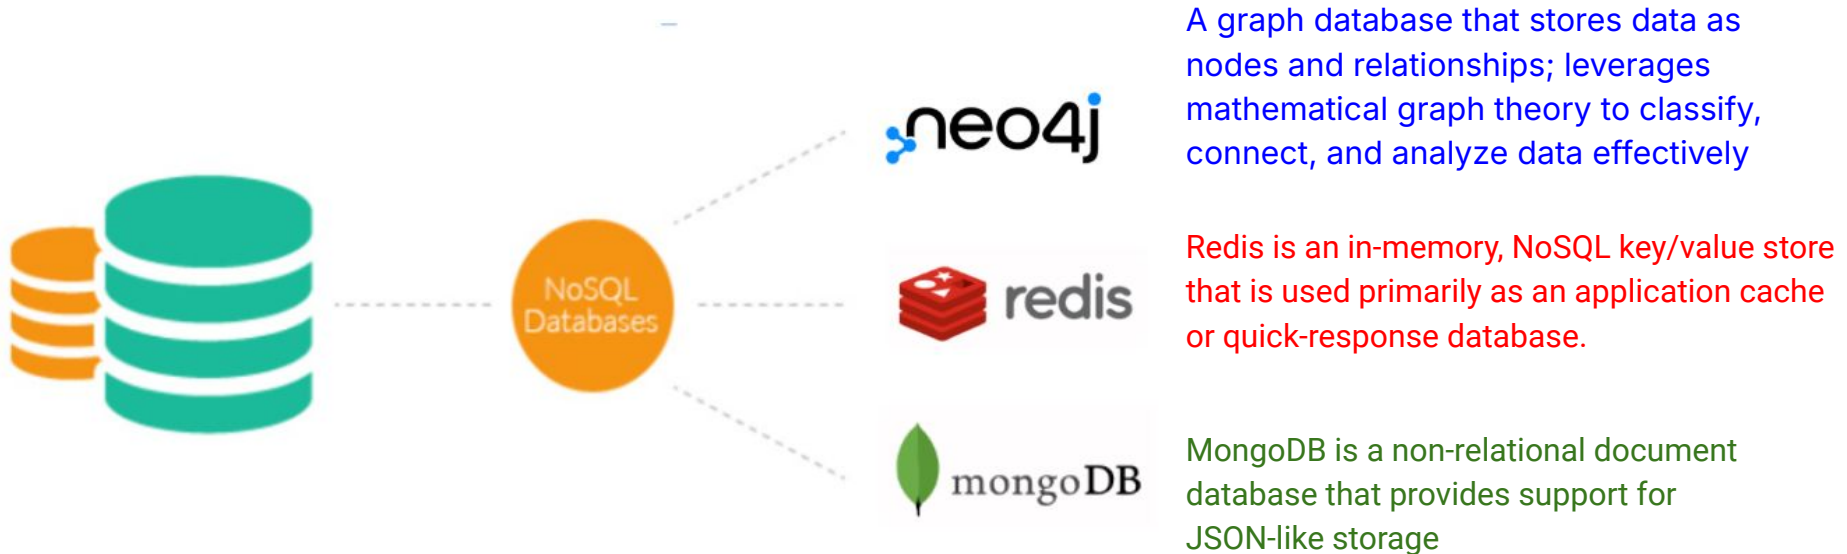 A graph database that stores data as
nodes and relationships; leverages
mathematical graph theory to classify,
connect, and analyze data effectively
neo4j
NoSQL
Databases
redis
Redis is an in-memory, NoSQL key/value store
that is used primarily as an application cache
or quick-response database.
mongoDB
MongoDB is a non-relational document
database that provides support for
JSON-like storage